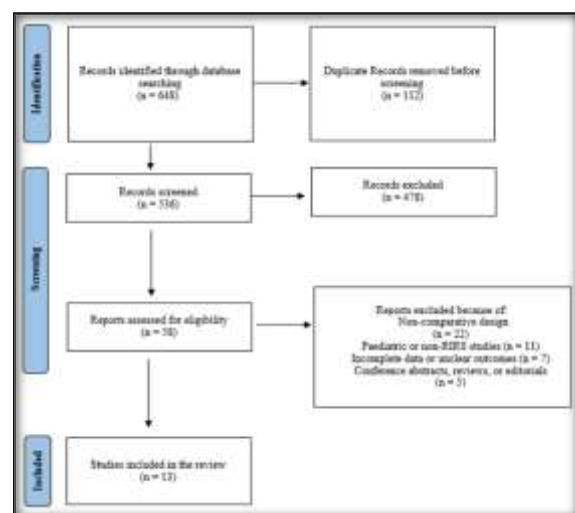 Identification
Records identified through database
searching
(n = 648)
Duplicate Records removed before
screening
(n = 112)
Screening
Records screened
(n = 536)
Records excluded
(n = 478)
Reports assessed for eligibility
(n = 58)
Reports excluded because of:
Non-comparative design
(n = 22)
Paediatric or non-RIRS studies (n = 11)
Incomplete data or unclear outcomes (n = 7)
Conference abstracts, reviews, or editorials
(n = 5)
Included
Studies included in the review
(n = 13)